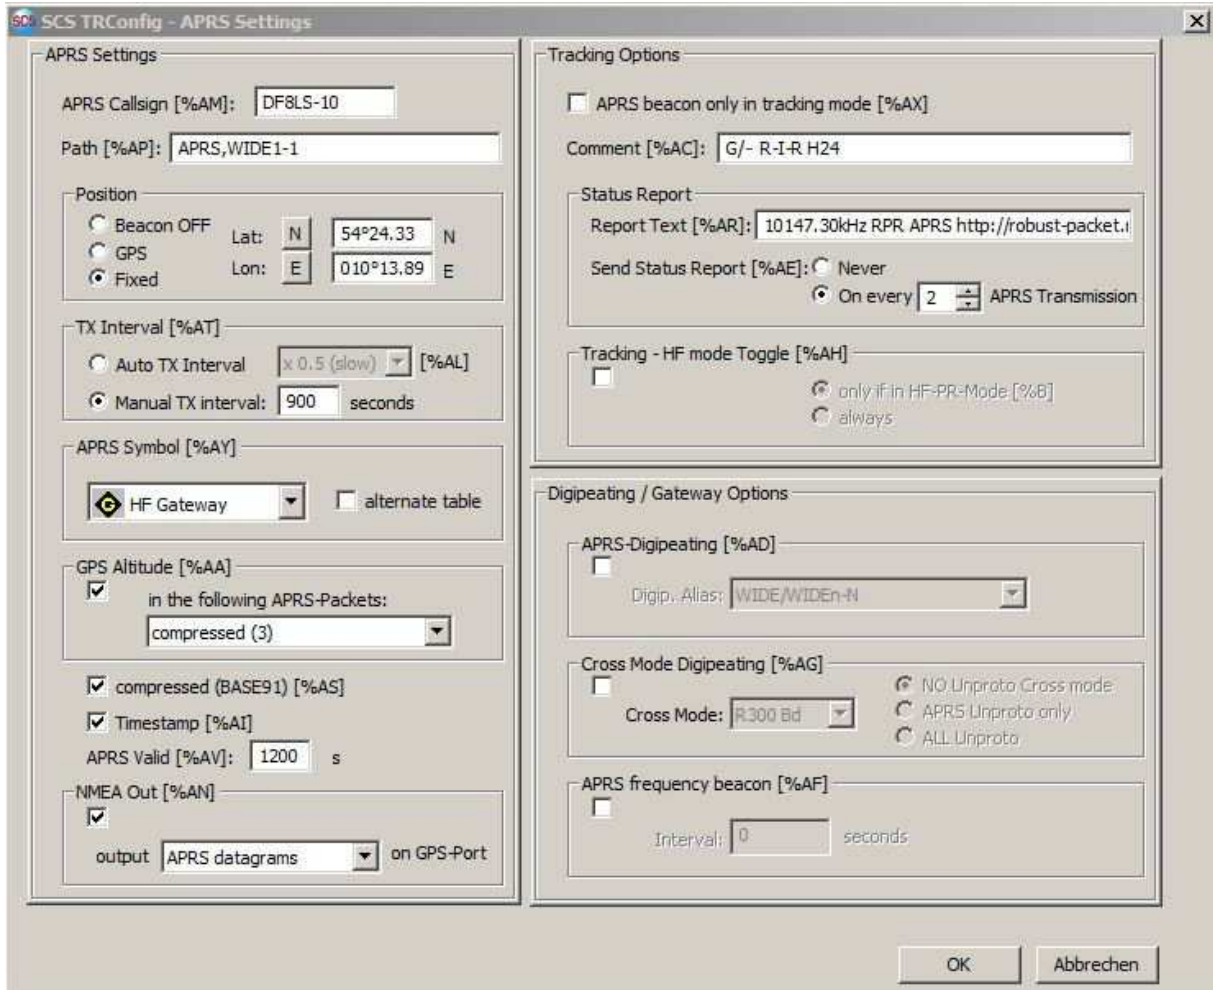 SCS TRConfig - APRS Settings
APRS Settings
APRS Callsign [%AM]: DF8LS-10
Path [%AP]: APRS,WIDE1-1
Position
Beacon OFF
GPS
Fixed
Lat: N 54°24.33 N
Lon: E 010°13.89 E
TX Interval [%AT]
Auto TX Interval x 0.5 (slow) [%AL]
Manual TX interval: 900 seconds
APRS Symbol [%AY]
HF Gateway alternate table
GPS Altitude [%AA]
in the following APRS-Packets:
compressed (3)
compressed (BASE91) [%AS]
Timestamp [%AI]
APRS Valid [%AV]: 1200 s
NMEA Out [%AN]
output APRS datagrams on GPS-Port
Tracking Options
APRS beacon only in tracking mode [%AX]
Comment [%AC]: G/- R-I-R H24
Status Report
Report Text [%AR]: 10147.30kHz RPR APRS http://robust-packet.
Send Status Report [%AE]: Never
On every 2 APRS Transmission
Tracking - HF mode Toggle [%AH]
only if in HF-PR-Mode [%B]
always
Digipeating / Gateway Options
APRS-Digipeating [%AD]
Digip. Alias: WIDE/WIDEn-N
Cross Mode Digipeating [%AG]
Cross Mode: R300 Bd
NO Unproto Cross mode
APRS Unproto only
ALL Unproto
APRS frequency beacon [%AF]
Interval: 0 seconds
OK
Abbrechen